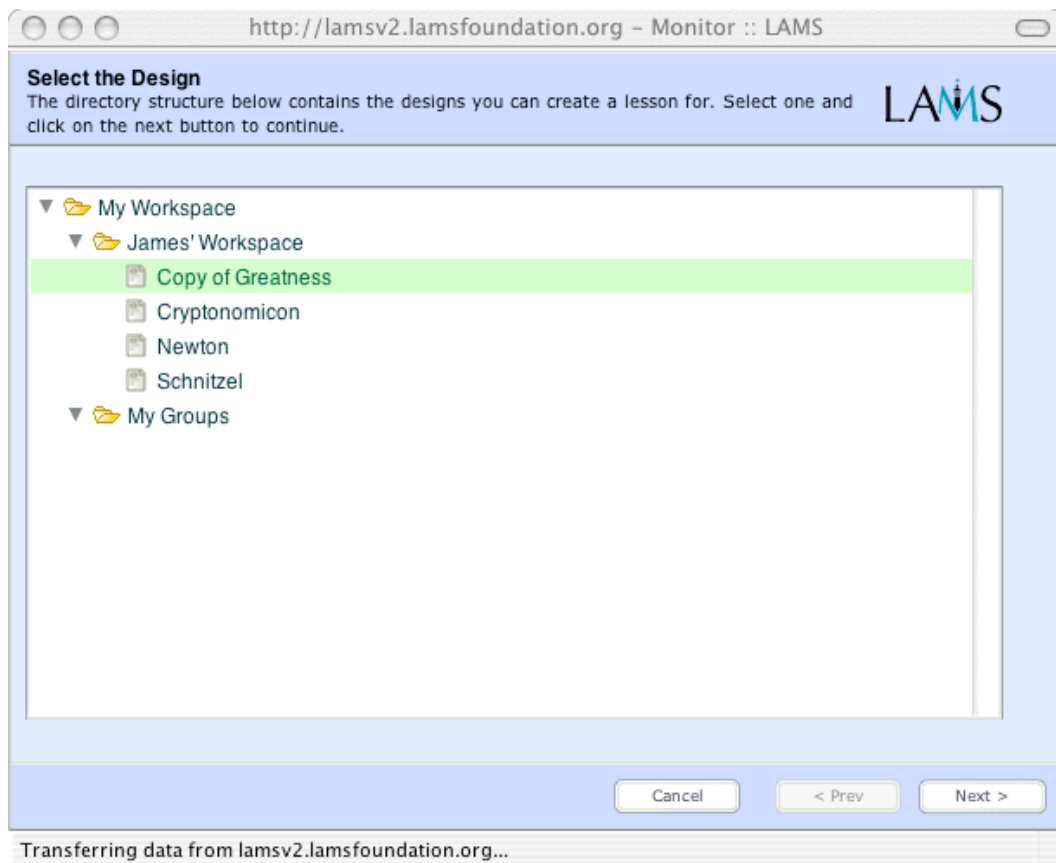 http://lamsv2.lamsfoundation.org – Monitor :: LAMS
Select the Design
The directory structure below contains the designs you can create a lesson for. Select one and
click on the next button to continue.
LAMS
My Workspace
James' Workspace
Copy of Greatness
Cryptonomicon
Newton
Schnitzel
My Groups
Cancel
< Prev
Next >
Transferring data from lamsv2.lamsfoundation.org...